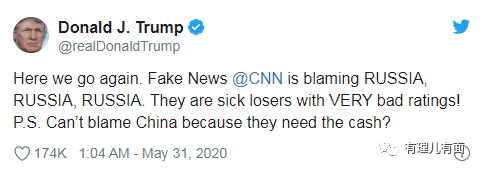 Donald J. Trump
@realDonaldTrump
Here we go again. Fake News @CNN is blaming RUSSIA,
RUSSIA, RUSSIA. They are sick losers with VERY bad ratings!
P.S. Can’t blame China because they need the cash?
174K 1:04 AM - May 31, 2020
有理儿有面